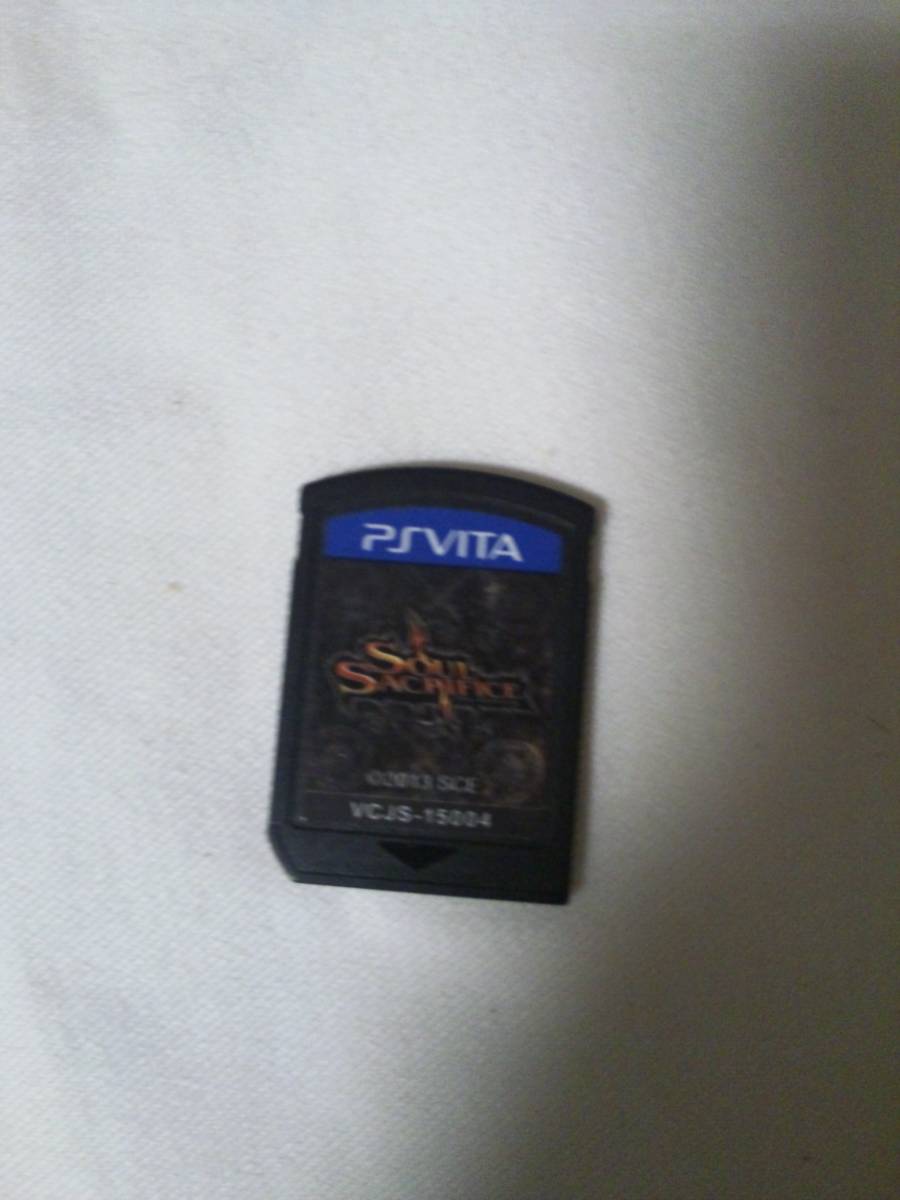 PSVITA
SOUL
SACRIFICE
©2013 SCE
VCJS-15004